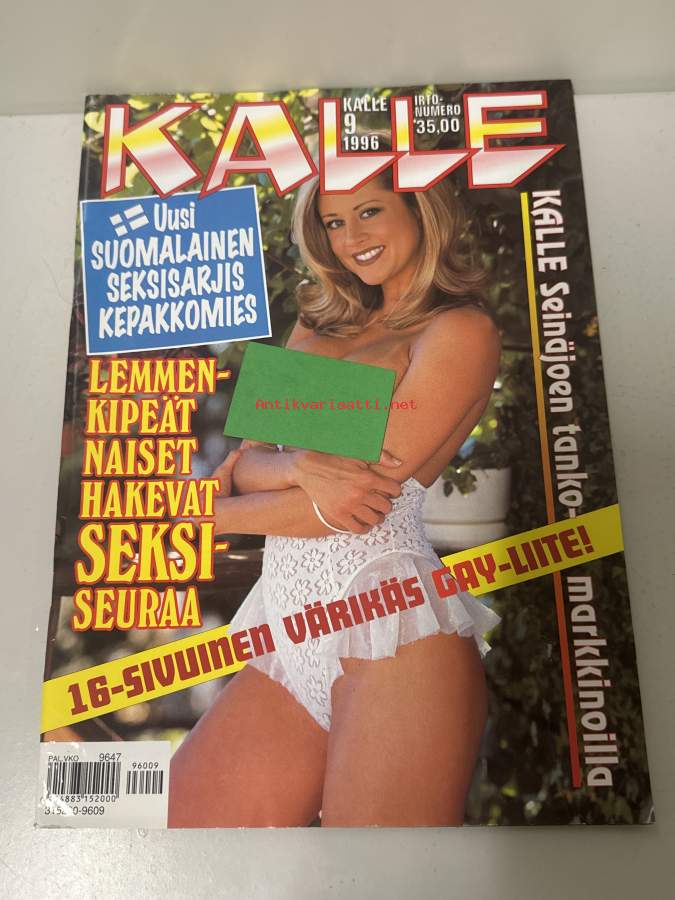 KALLE
KALLE
9
1996
IRTO-
NUMERO
35,00
Uusi
SUOMALAINEN
SEKSISARJIS
KEPAKKOMIES
LEMMEN-
KIPEÄT
NAISET
HAKEVAT
SEKSI-
SEURAA
Antikvariaatti.net
KALLE Seinäjoen tanko-markkinoilla
16-SIVUINEN VÄRIKÄS GAY-LIITE!
PAL.VKO 9647
96009